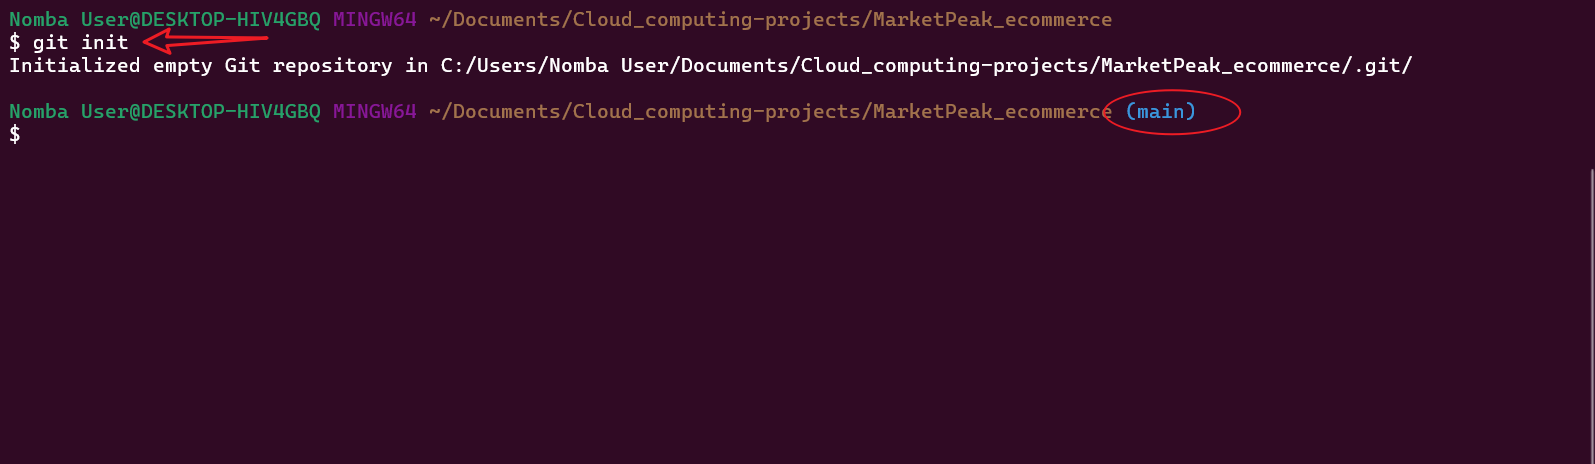 Nomba User@DESKTOP-HIV4GBQ MINGW64 ~/Documents/Cloud_computing-projects/MarketPeak_ecommerce
$ git init
Initialized empty Git repository in C:/Users/Nomba User/Documents/Cloud_computing-projects/MarketPeak_ecommerce/.git/
Nomba User@DESKTOP-HIV4GBQ MINGW64 ~/Documents/Cloud_computing-projects/MarketPeak_ecommerce (main)
$